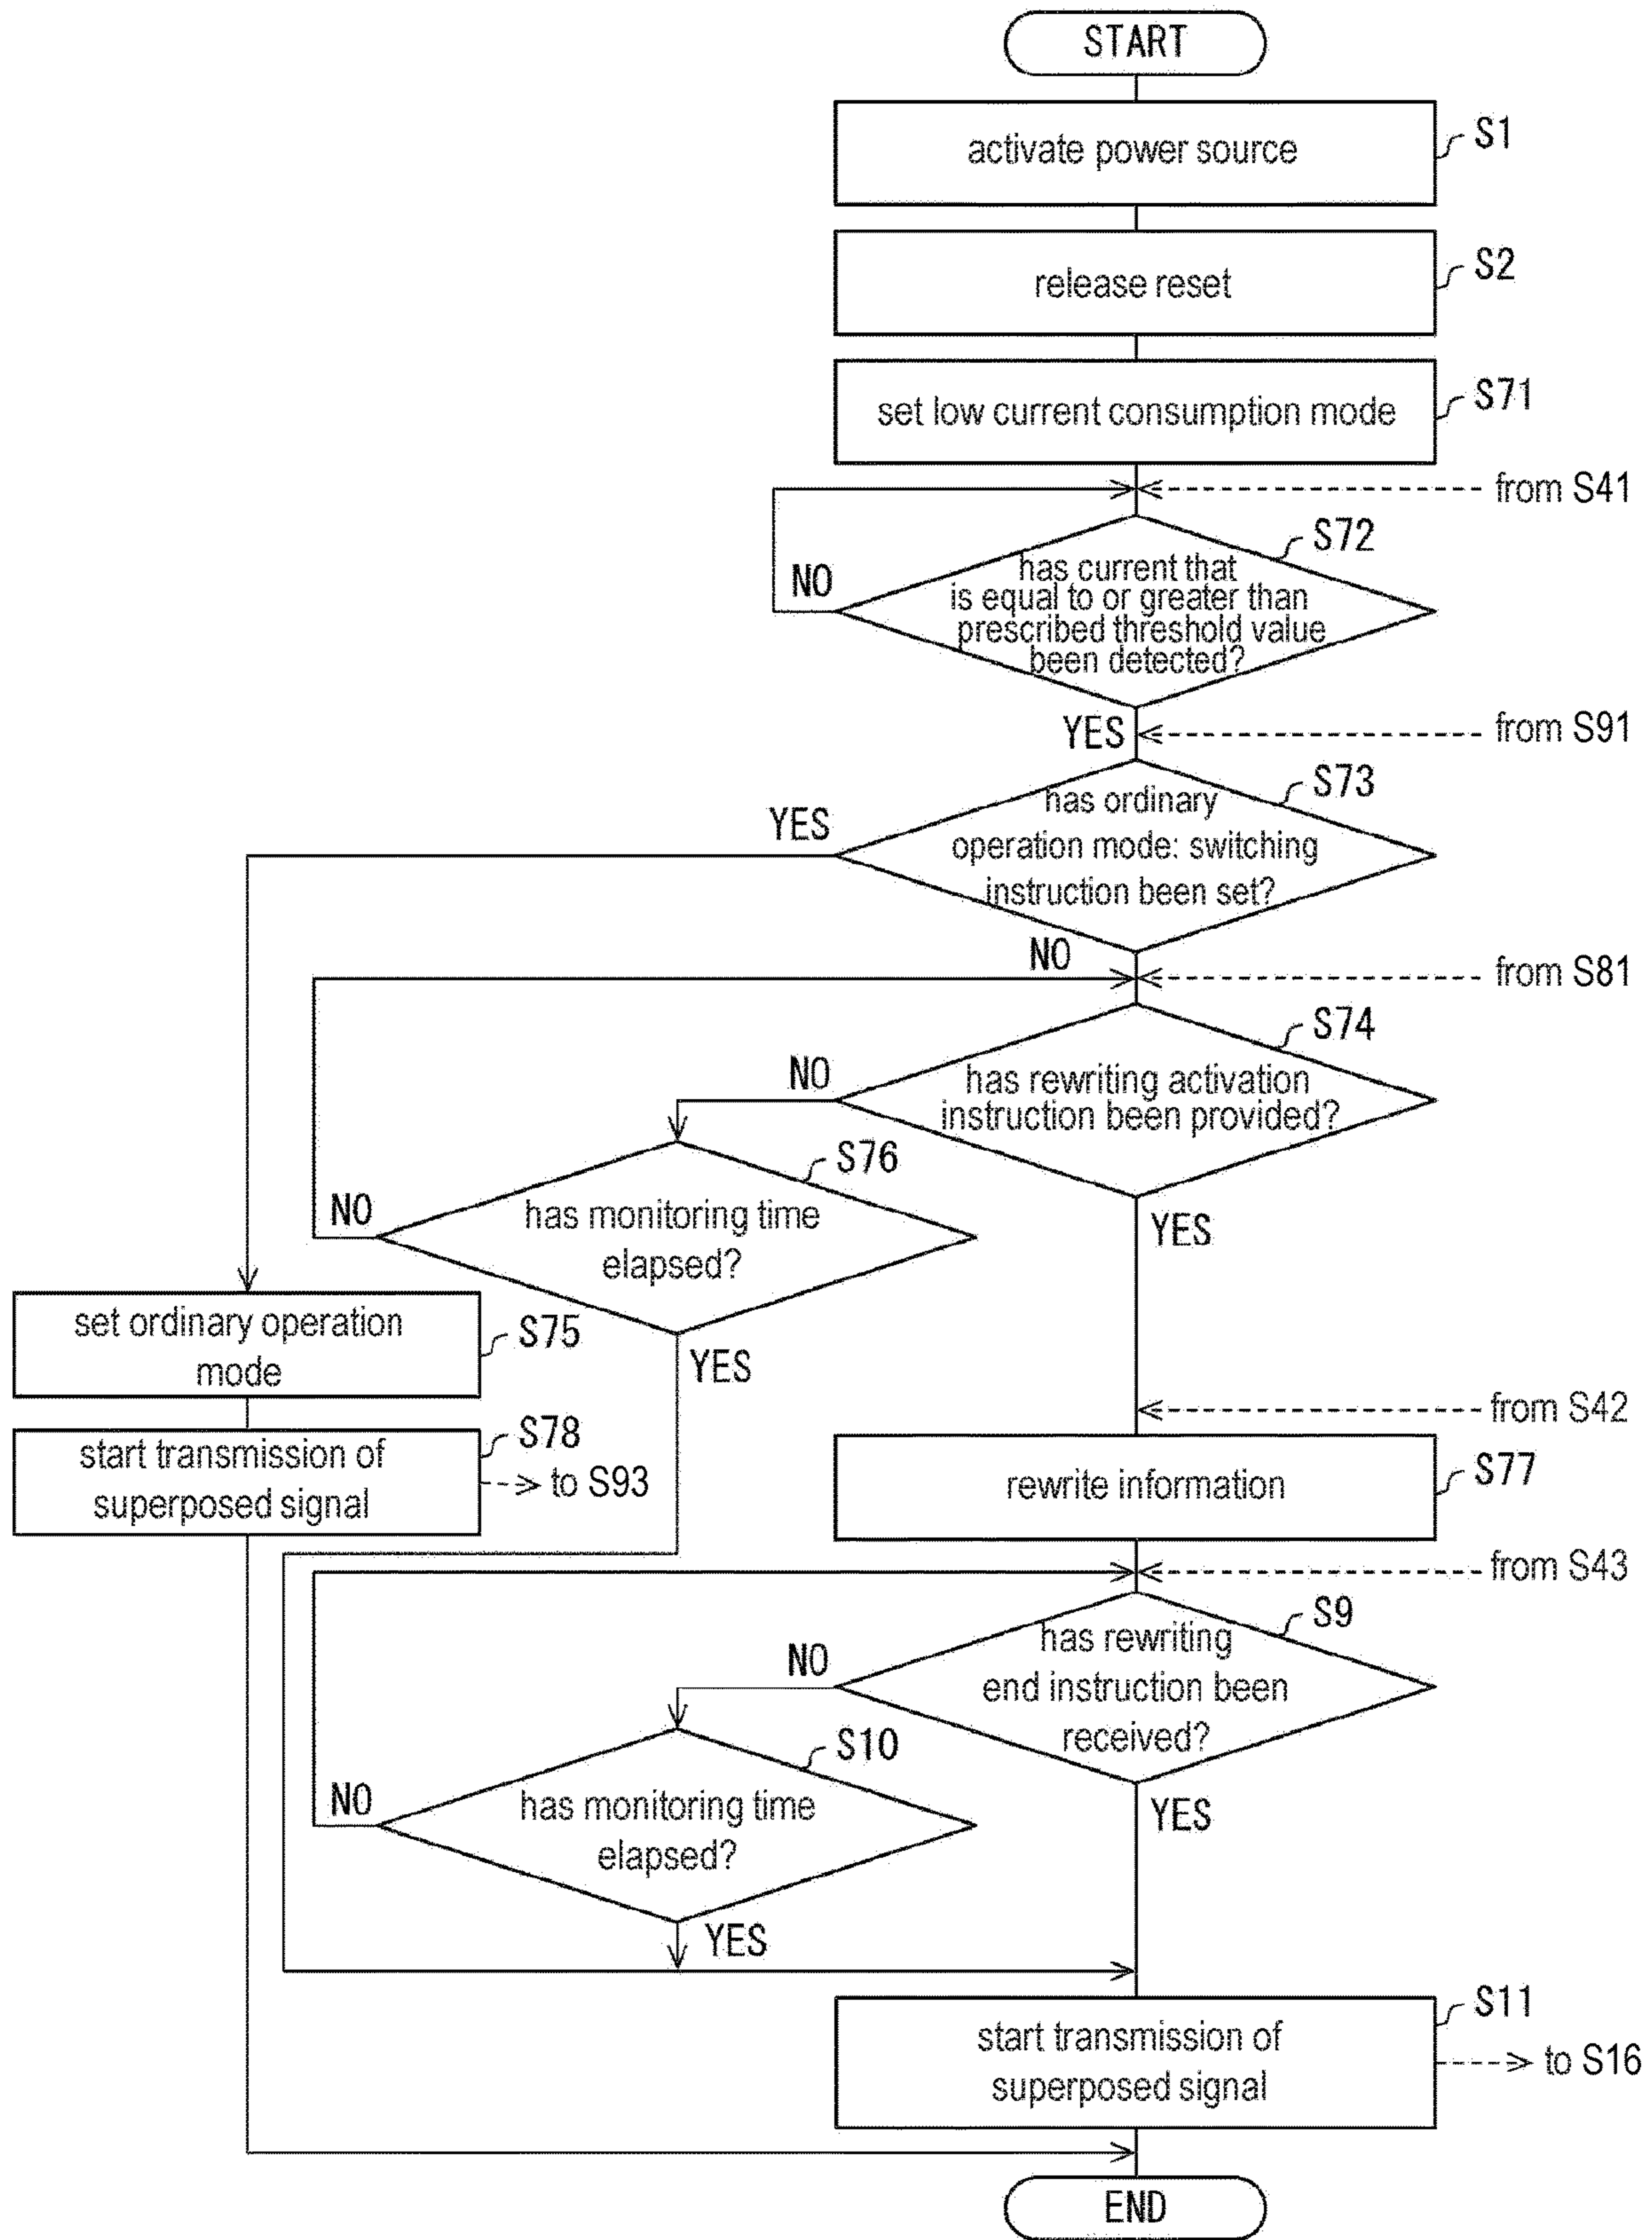 START
activate power source
S1
release reset
S2
set low current consumption mode
S71
from S41
S72
has current that
is equal to or greater than
prescribed threshold value
been detected?
NO
YES
from S91
S73
has ordinary
operation mode: switching
instruction been set?
YES
NO
from S81
S74
has rewriting activation
instruction been provided?
NO
YES
S76
has monitoring time
elapsed?
NO
YES
set ordinary operation
mode
S75
start transmission of
superposed signal
S78
to S93
from S42
rewrite information
S77
from S43
S9
has rewriting
end instruction been
received?
NO
YES
S10
has monitoring time
elapsed?
NO
YES
start transmission of
superposed signal
S11
to S16
END